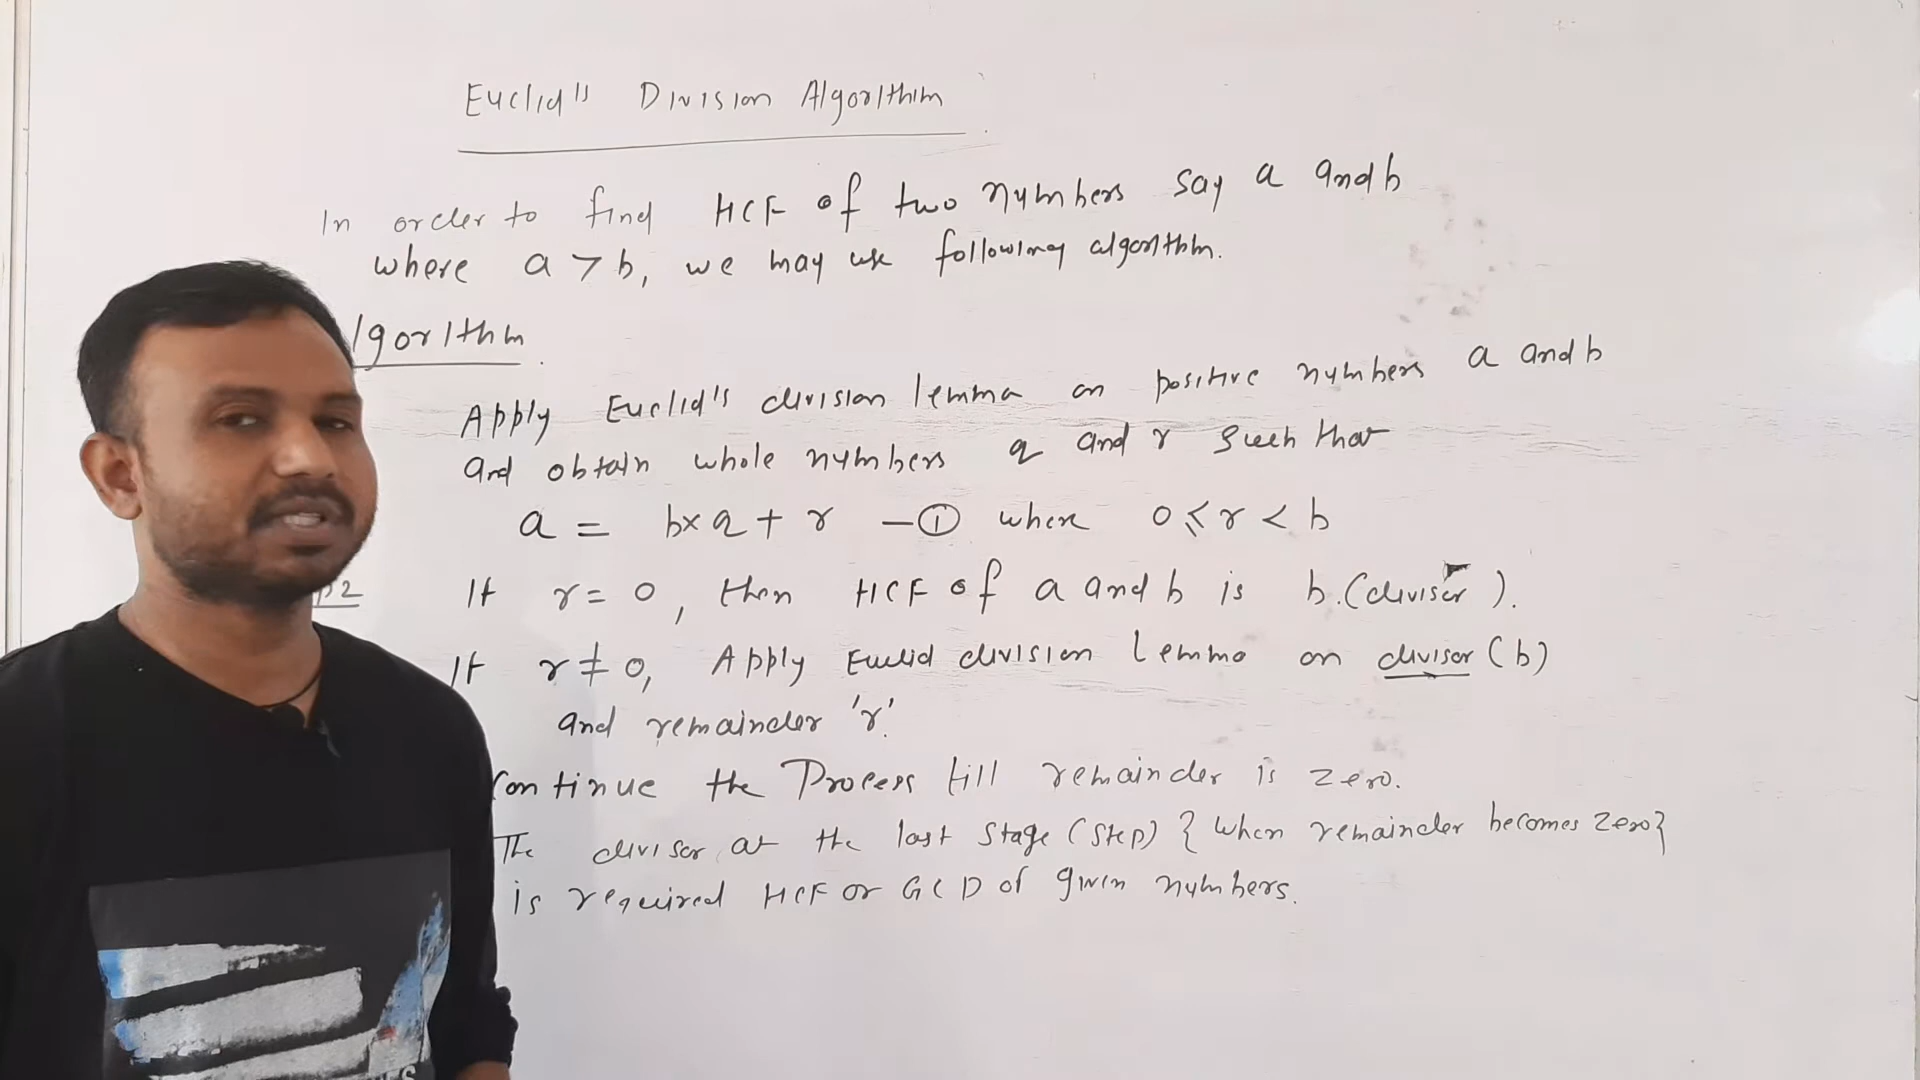 Euclid's Division Algorithim
In order to find HCF of two numbers say a and b
where a > b, we may use following algorithm.
lgorithm.
Apply Euclid's division lemma on positive numbers a and b
and obtain whole numbers q and r such that
a = b×q + r —① where 0 ≤ r < b
p2 If r = 0, then HCF of a and b is b. (divisor).
If r ≠ 0, Apply Euclid division Lemma on divisor (b)
and remainder 'r'.
Continue the Process till remainder is zero.
The divisor at the last stage (step) { when remainder becomes zero}
is required HCF or GCD of given numbers.